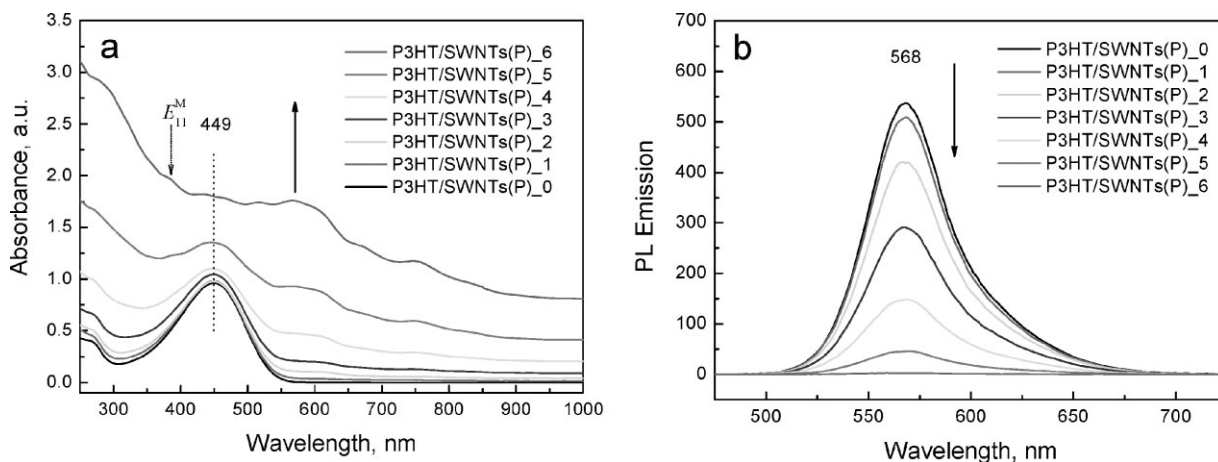 a
P3HT/SWNTs(P)_6
P3HT/SWNTs(P)_5
P3HT/SWNTs(P)_4
P3HT/SWNTs(P)_3
P3HT/SWNTs(P)_2
P3HT/SWNTs(P)_1
P3HT/SWNTs(P)_0
E11M
449
Absorbance, a.u.
3.5
3.0
2.5
2.0
1.5
1.0
0.5
0.0
300 400 500 600 700 800 900 1000
Wavelength, nm
b
568
P3HT/SWNTs(P)_0
P3HT/SWNTs(P)_1
P3HT/SWNTs(P)_2
P3HT/SWNTs(P)_3
P3HT/SWNTs(P)_4
P3HT/SWNTs(P)_5
P3HT/SWNTs(P)_6
PL Emission
700
600
500
400
300
200
100
0
500 550 600 650 700
Wavelength, nm